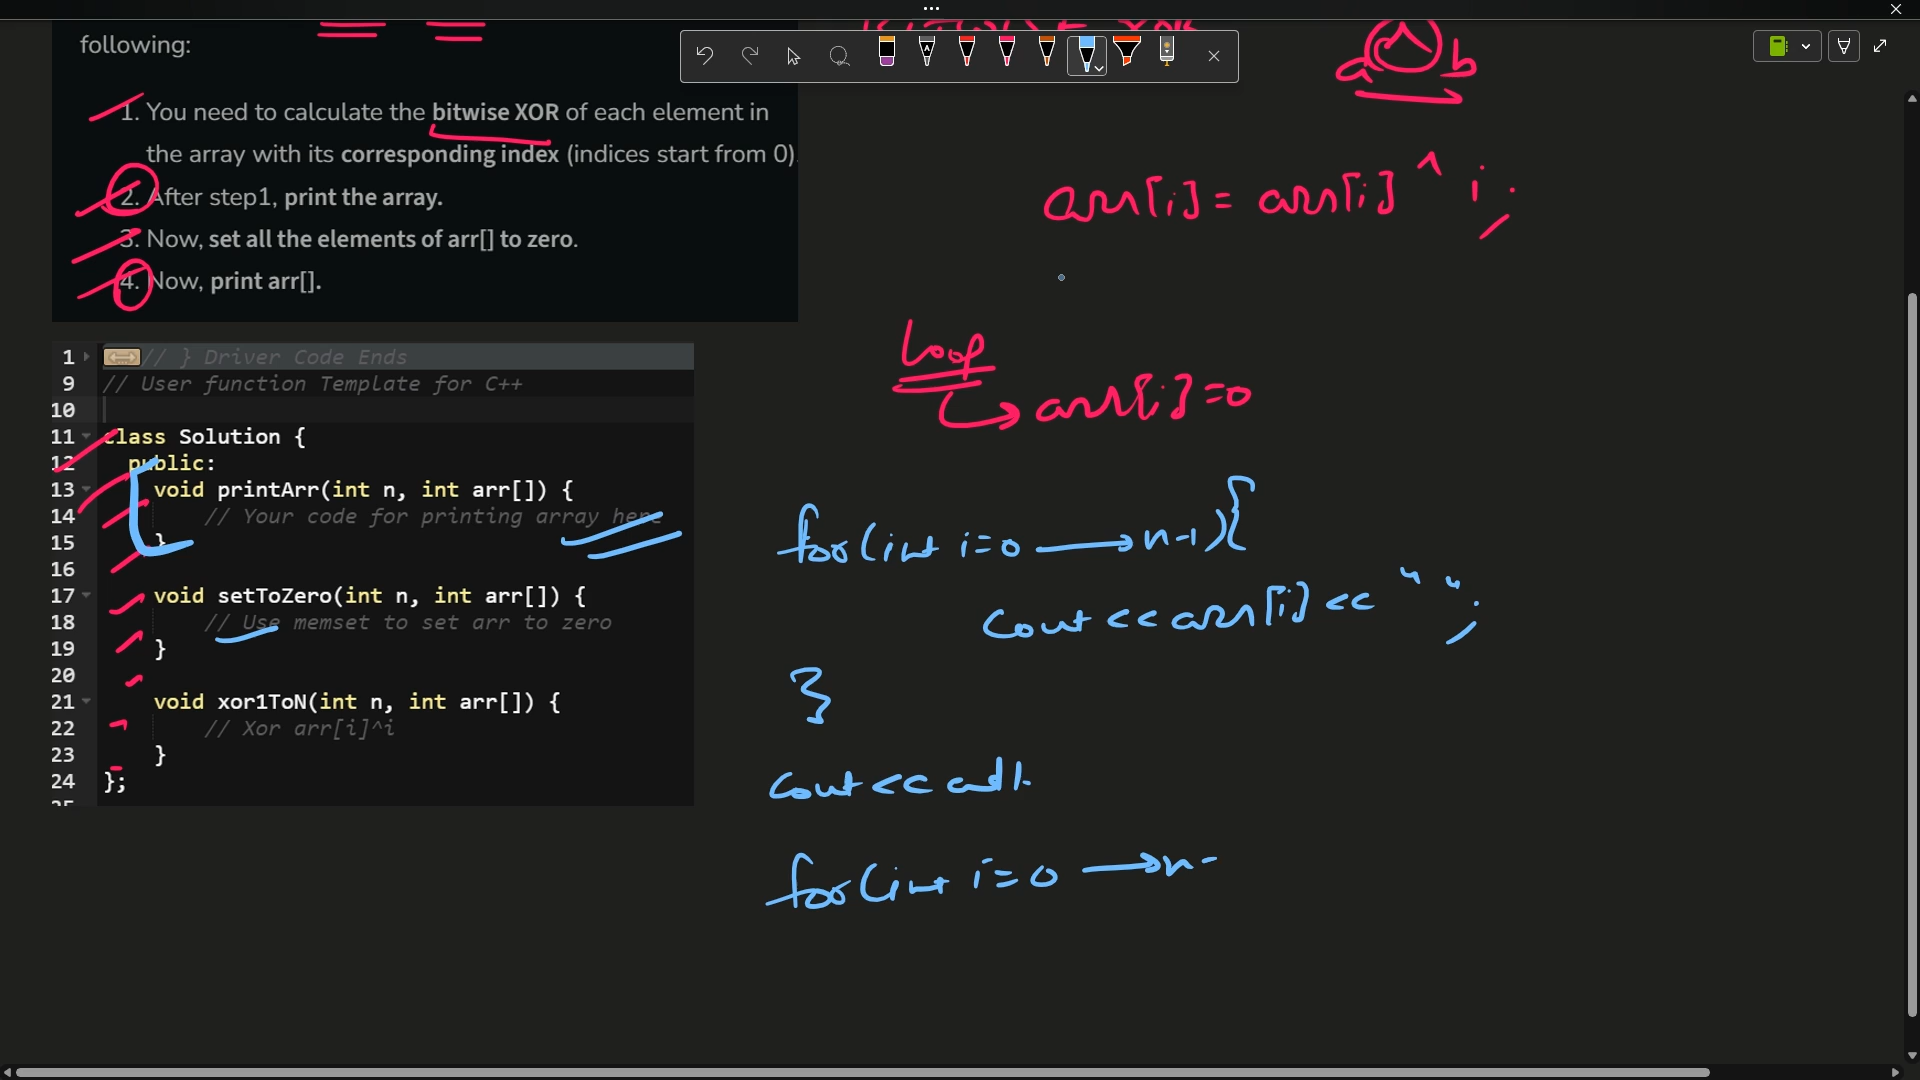 following:
1. You need to calculate the bitwise XOR of each element in
the array with its corresponding index (indices start from 0).
2. After step1, print the array.
3. Now, set all the elements of arr[] to zero.
4. Now, print arr[].
1 // } Driver Code Ends
9 // User function Template for C++
10
11 class Solution {
12 public:
13 void printArr(int n, int arr[]) {
14 // Your code for printing array here
15 }
16
17 void setToZero(int n, int arr[]) {
18 // Use memset to set arr to zero
19 }
20
21 void xor1ToN(int n, int arr[]) {
22 // Xor arr[i]^i
23 }
24 };
a b
arr[i] = arr[i] ^ i;
Loop
arr[i]=0
for(int i=0 → n-1){
cout<<arr[i]<<" ";
}
cout<<endl.
for(int i=0 → n-